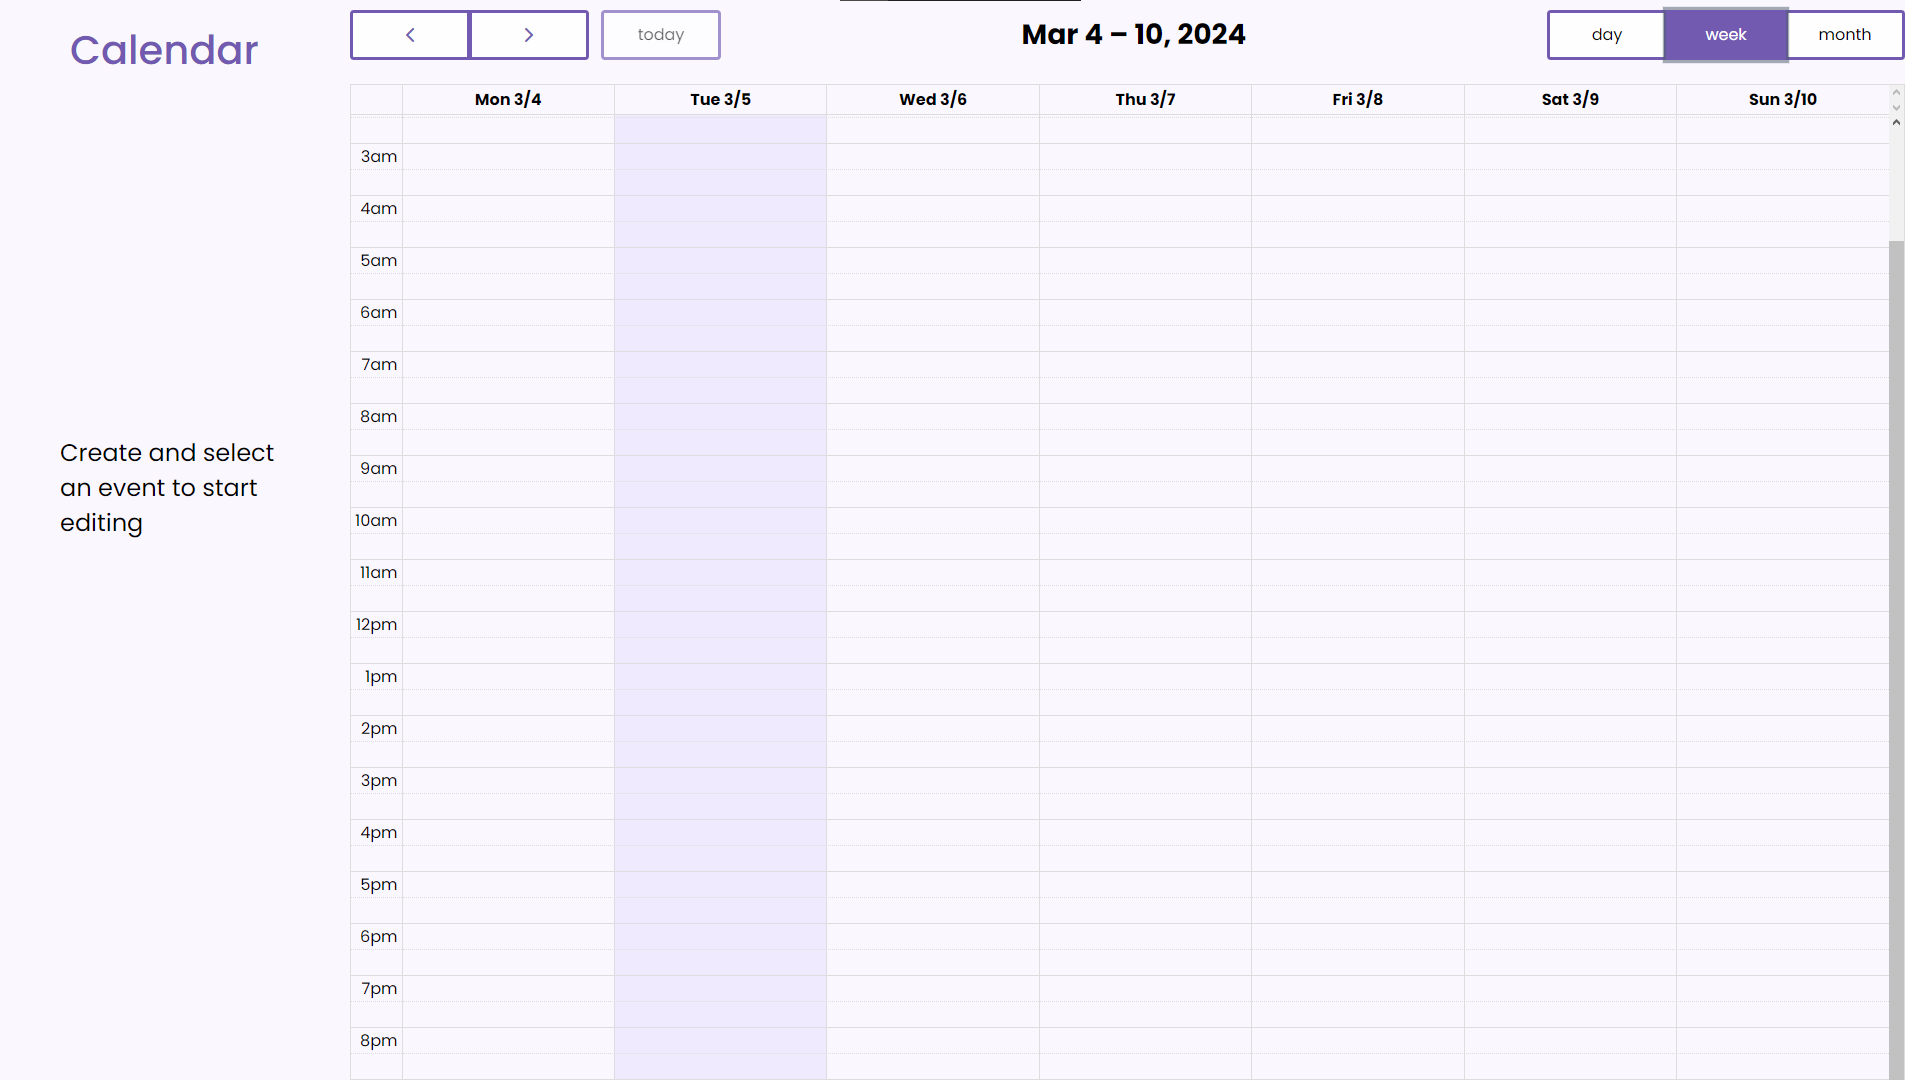 Calendar
today
Mar 4 – 10, 2024
day
week
month
Mon 3/4
Tue 3/5
Wed 3/6
Thu 3/7
Fri 3/8
Sat 3/9
Sun 3/10
3am
4am
5am
6am
7am
8am
9am
10am
11am
12pm
1pm
2pm
3pm
4pm
5pm
6pm
7pm
8pm
Create and select
an event to start
editing